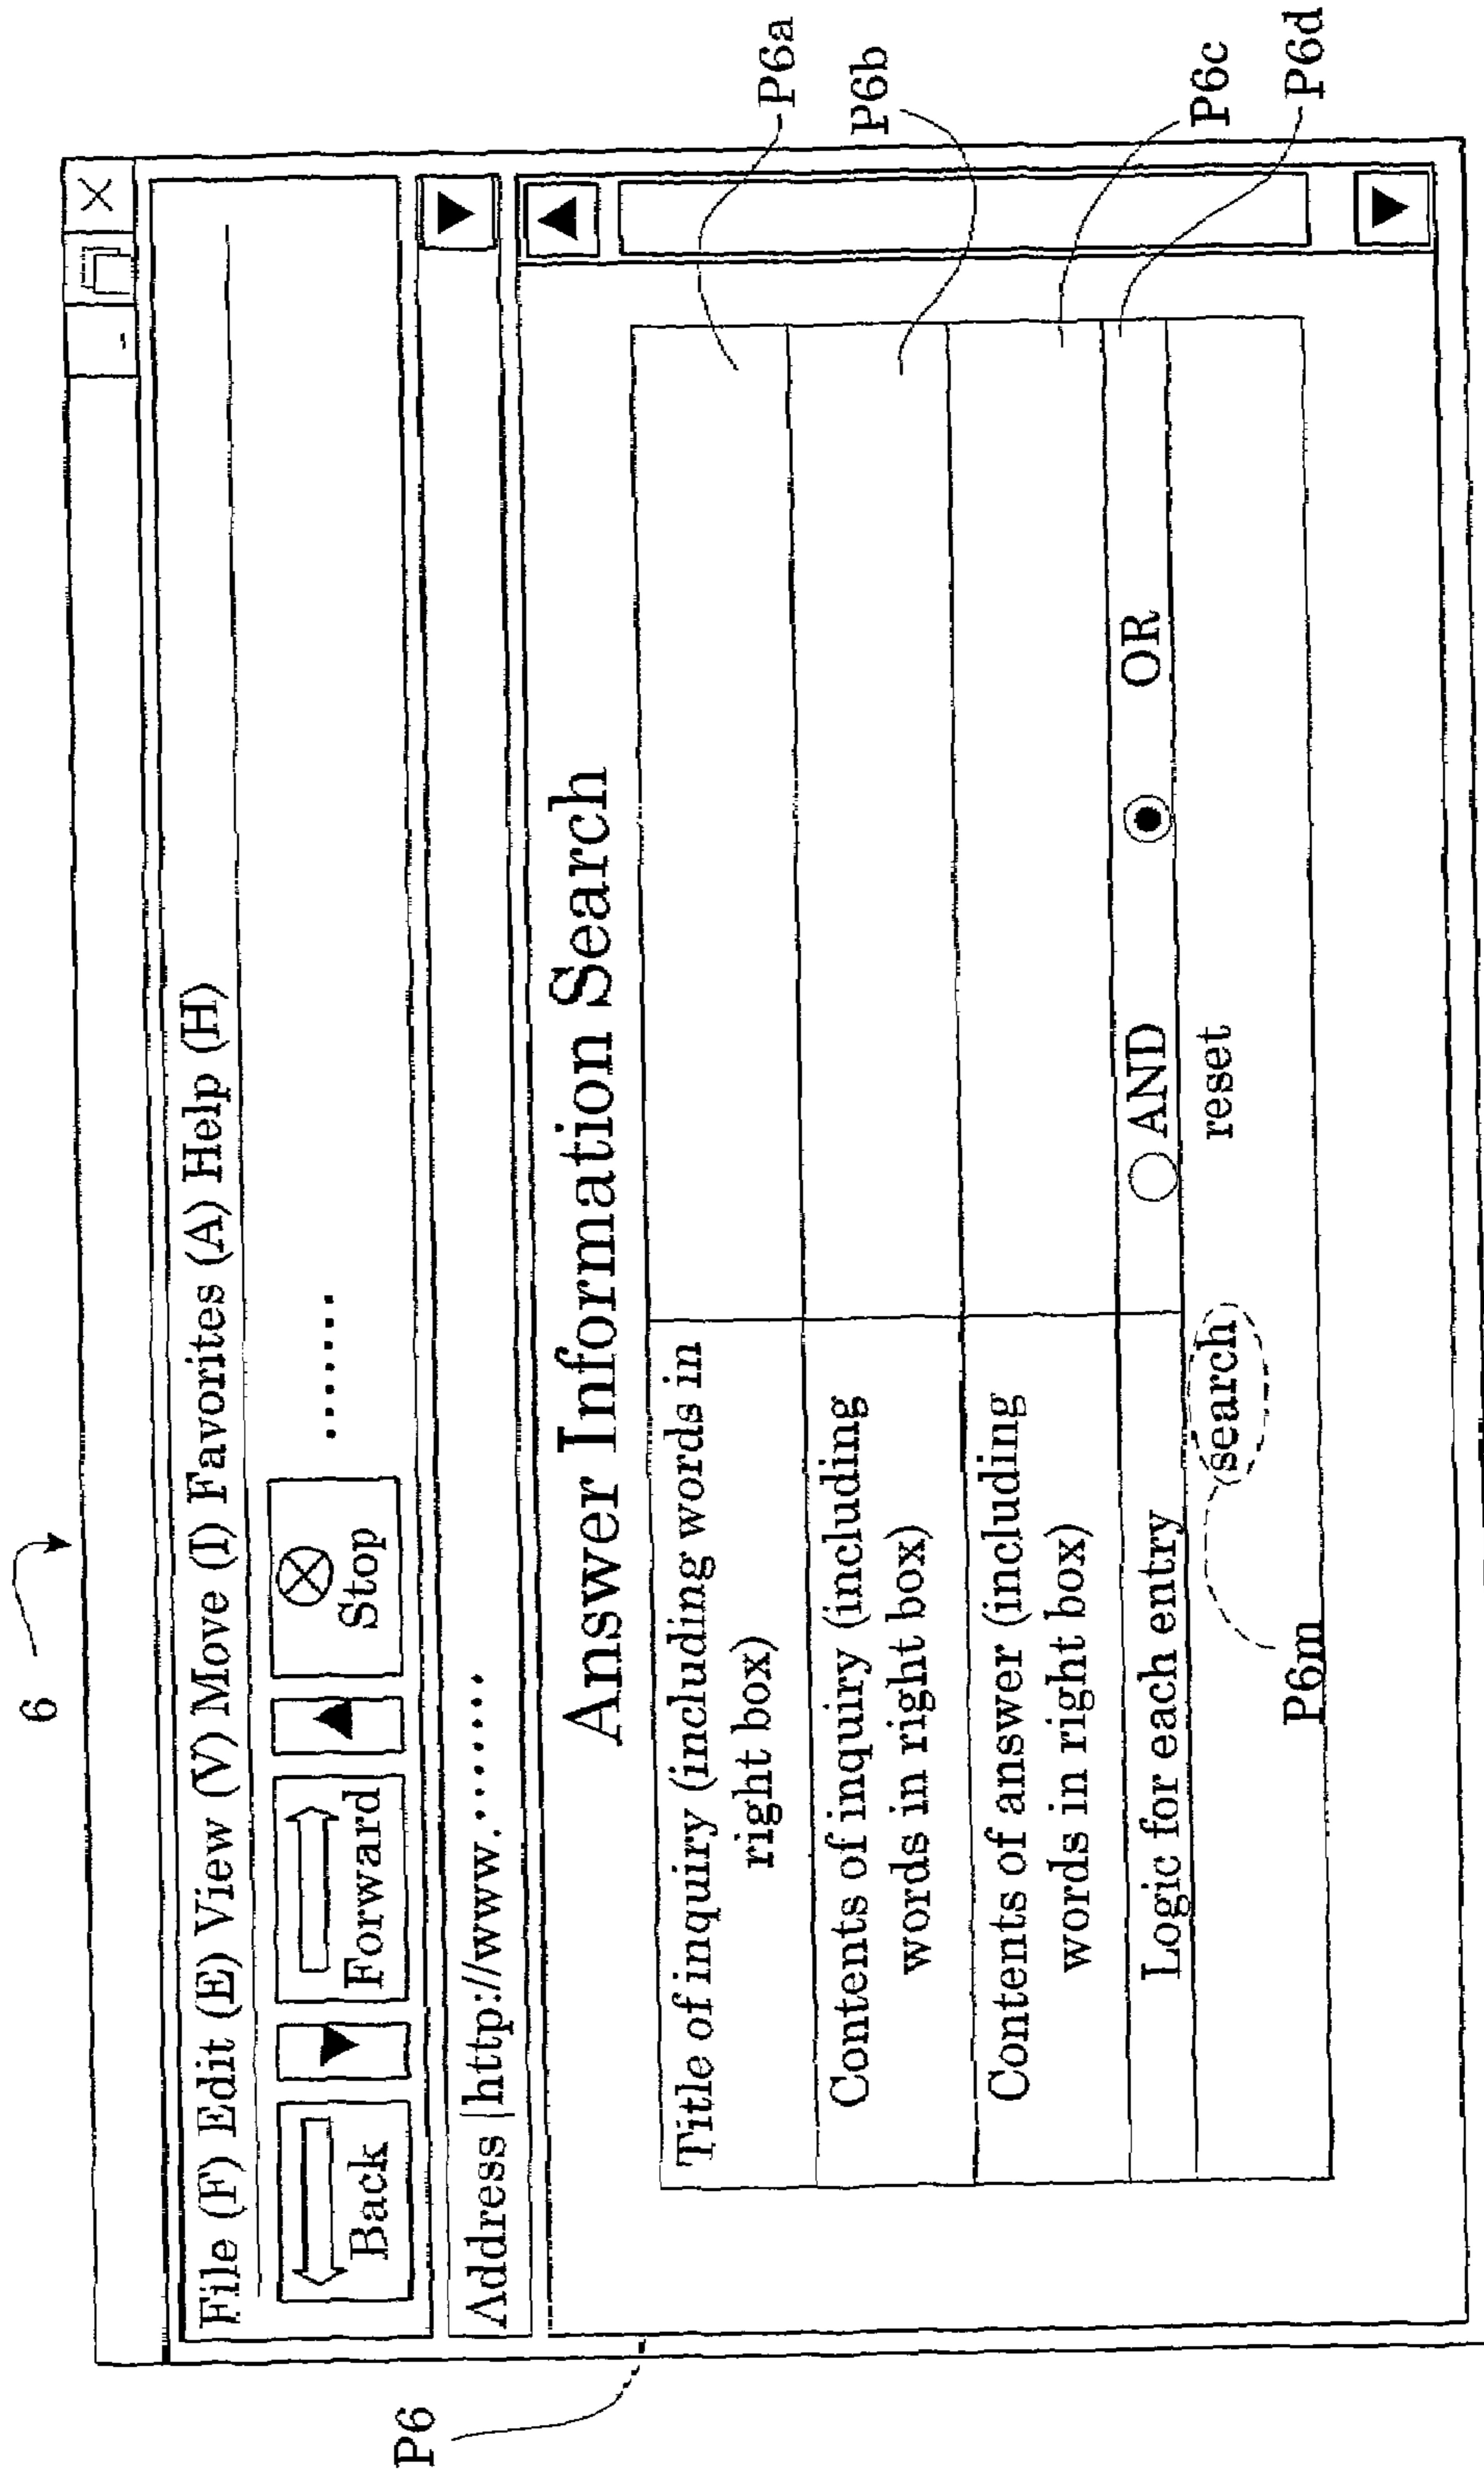 6
File (F) Edit (E) View (V) Move (I) Favorites (A) Help (H)
Back Forward Stop ......
Address http://www. .......
P6
Answer Information Search
Title of inquiry (including words in
right box)
P6a
Contents of inquiry (including
words in right box)
P6b
Contents of answer (including
words in right box)
P6c
Logic for each entry AND OR
P6d
search reset
P6m